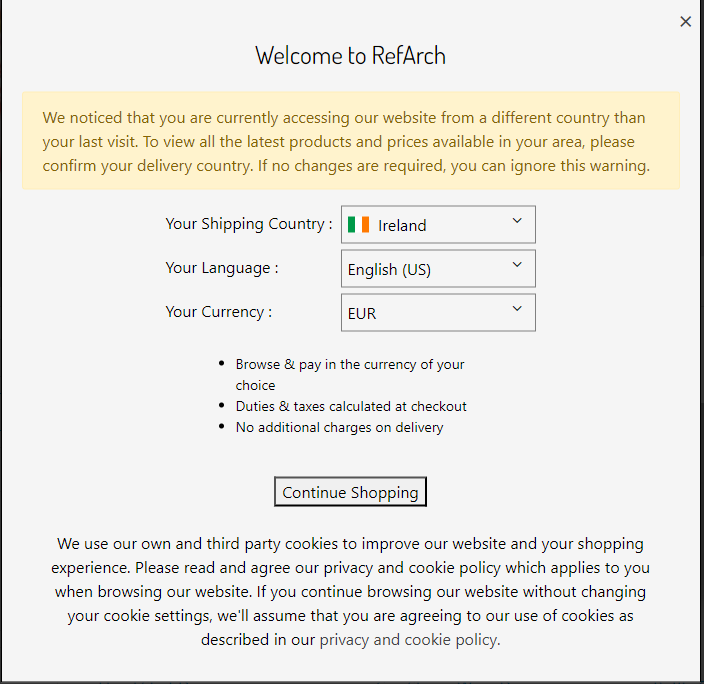 Welcome to RefArch
We noticed that you are currently accessing our website from a different country than
your last visit. To view all the latest products and prices available in your area, please
confirm your delivery country. If no changes are required, you can ignore this warning.
Your Shipping Country : Ireland
Your Language : English (US)
Your Currency : EUR
• Browse & pay in the currency of your
choice
• Duties & taxes calculated at checkout
• No additional charges on delivery
Continue Shopping
We use our own and third party cookies to improve our website and your shopping
experience. Please read and agree our privacy and cookie policy which applies to you
when browsing our website. If you continue browsing our website without changing
your cookie settings, we'll assume that you are agreeing to our use of cookies as
described in our privacy and cookie policy.